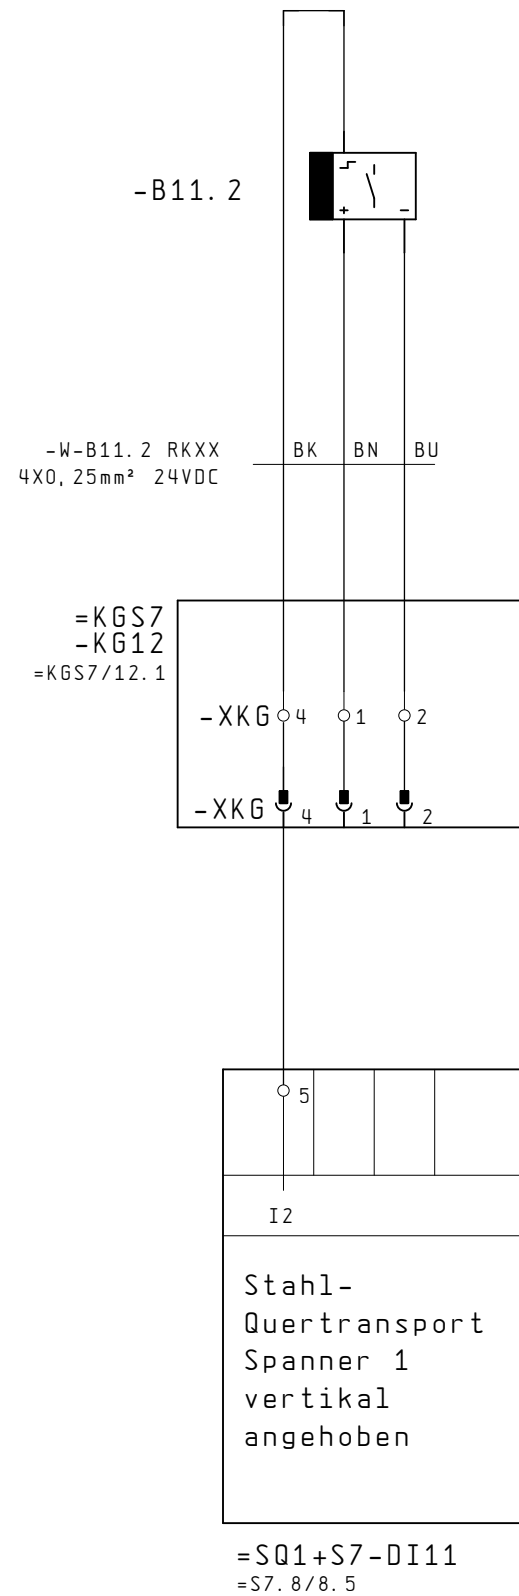 -B11.2
+ -
-W-B11.2 RKXX
4X0,25mm² 24VDC
BK BN BU
=KGS7
-KG12
=KGS7/12.1
-XKG 4 1 2
-XKG 4 1 2
5
I2
Stahl-
Quertransport
Spanner 1
vertikal
angehoben
=SQ1+S7-DI11
=S7.8/8.5